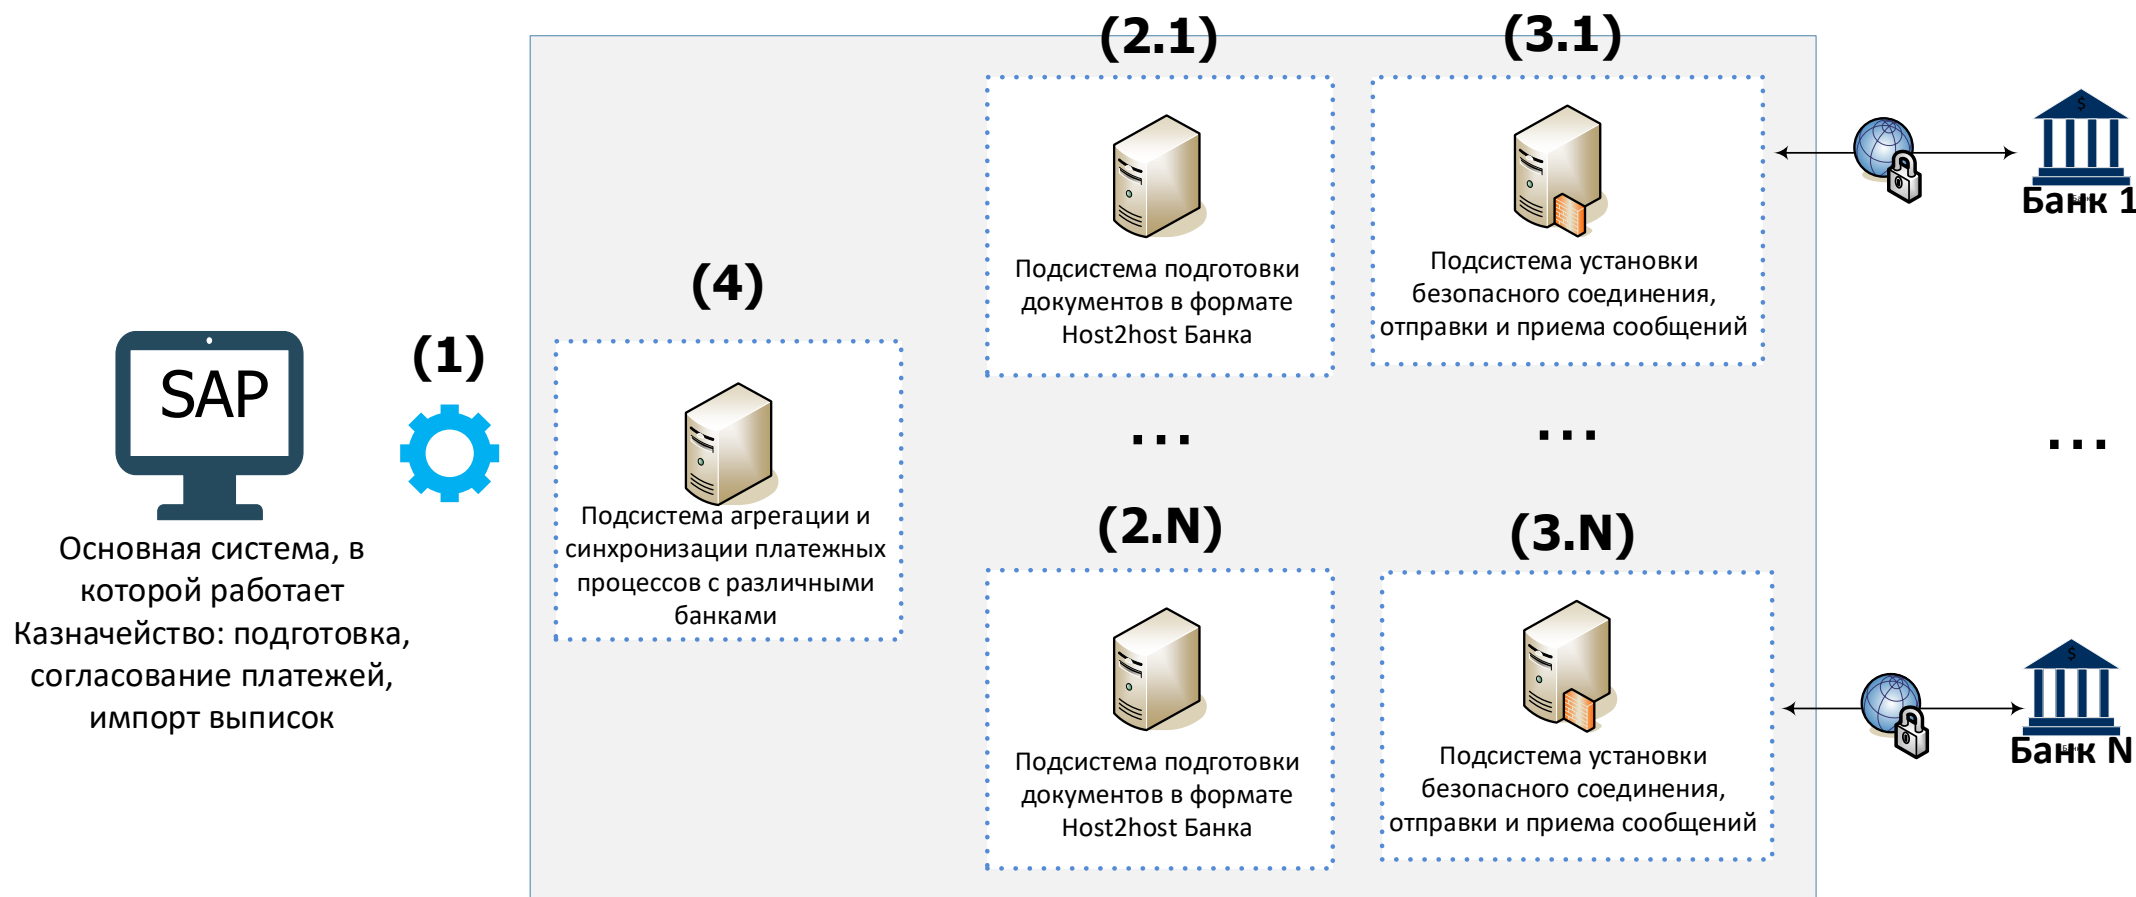 SAP
Основная система, в
которой работает
Казначейство: подготовка,
согласование платежей,
импорт выписок
(1)
(4)
Подсистема агрегации и
синхронизации платежных
процессов с различными
банками
(2.1)
Подсистема подготовки
документов в формате
Host2host Банка
...
(2.N)
Подсистема подготовки
документов в формате
Host2host Банка
(3.1)
Подсистема установки
безопасного соединения,
отправки и приема сообщений
...
(3.N)
Подсистема установки
безопасного соединения,
отправки и приема сообщений
$
Банк 1
...
$
Банк N